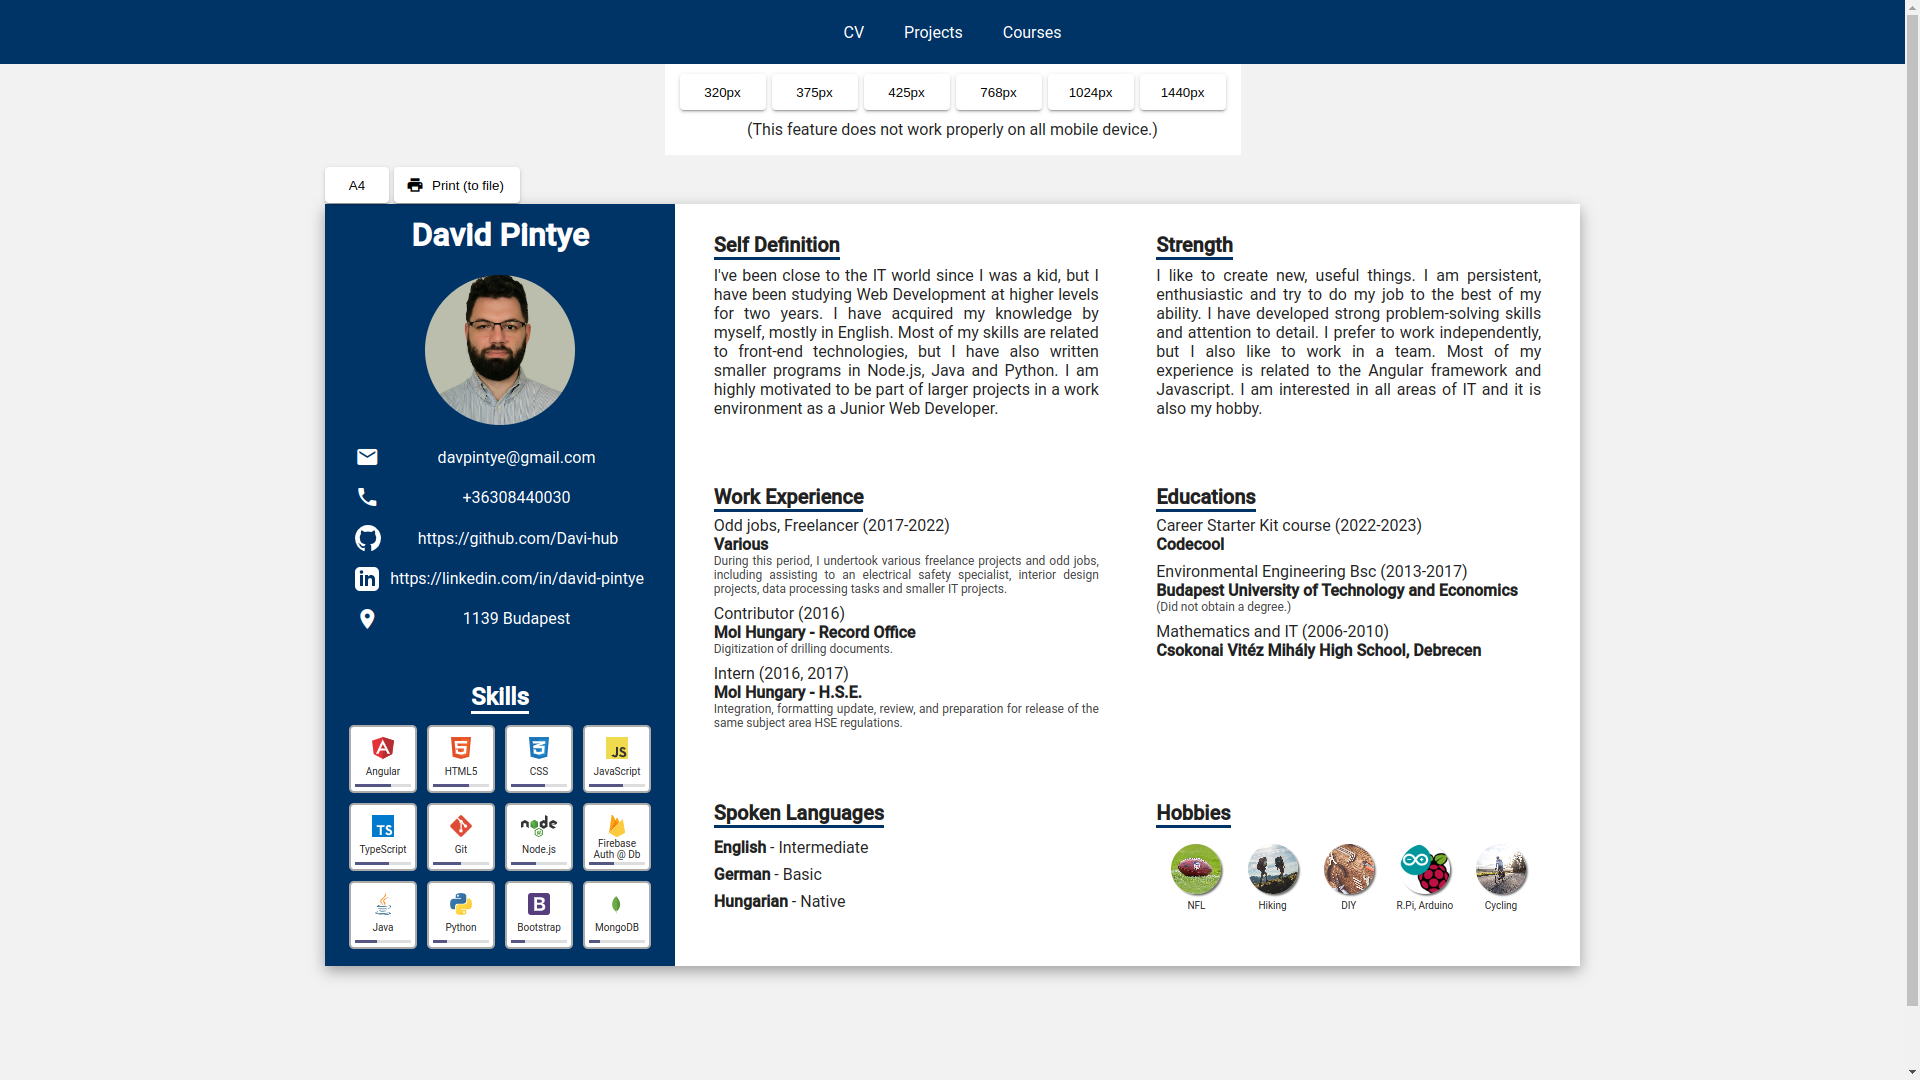 CV Projects Courses
320px 375px 425px 768px 1024px 1440px
(This feature does not work properly on all mobile device.)
A4 Print (to file)
David Pintye
davpintye@gmail.com
+36308440030
https://github.com/Davi-hub
https://linkedin.com/in/david-pintye
1139 Budapest
Skills
Angular HTML5 CSS JavaScript
TypeScript Git Node.js Firebase
Auth @ Db
Java Python Bootstrap MongoDB
Self Definition
I've been close to the IT world since I was a kid, but I
have been studying Web Development at higher levels
for two years. I have acquired my knowledge by
myself, mostly in English. Most of my skills are related
to front-end technologies, but I have also written
smaller programs in Node.js, Java and Python. I am
highly motivated to be part of larger projects in a work
environment as a Junior Web Developer.
Strength
I like to create new, useful things. I am persistent,
enthusiastic and try to do my job to the best of my
ability. I have developed strong problem-solving skills
and attention to detail. I prefer to work independently,
but I also like to work in a team. Most of my
experience is related to the Angular framework and
Javascript. I am interested in all areas of IT and it is
also my hobby.
Work Experience
Odd jobs, Freelancer (2017-2022)
Various
During this period, I undertook various freelance projects and odd jobs,
including assisting to an electrical safety specialist, interior design
projects, data processing tasks and smaller IT projects.
Contributor (2016)
Mol Hungary - Record Office
Digitization of drilling documents.
Intern (2016, 2017)
Mol Hungary - H.S.E.
Integration, formatting update, review, and preparation for release of the
same subject area HSE regulations.
Educations
Career Starter Kit course (2022-2023)
Codecool
Environmental Engineering Bsc (2013-2017)
Budapest University of Technology and Economics
(Did not obtain a degree.)
Mathematics and IT (2006-2010)
Csokonai Vitéz Mihály High School, Debrecen
Spoken Languages
English - Intermediate
German - Basic
Hungarian - Native
Hobbies
NFL Hiking DIY R.Pi, Arduino Cycling